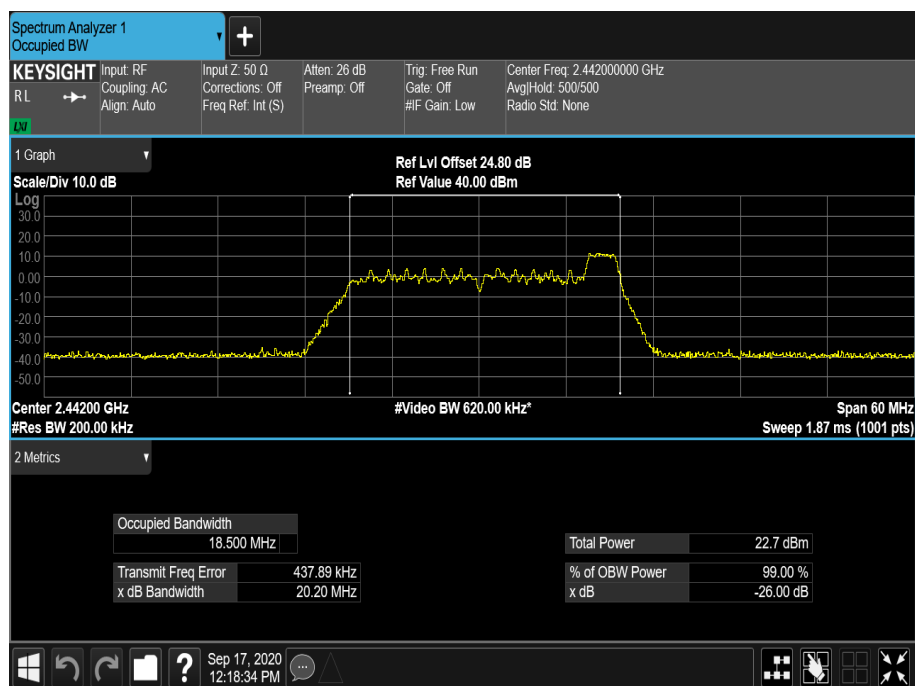 Spectrum Analyzer 1
Occupied BW
+
KEYSIGHT
RL
LXI
Input: RF
Coupling: AC
Align: Auto
Input Z: 50 Ω
Corrections: Off
Freq Ref: Int (S)
Atten: 26 dB
Preamp: Off
Trig: Free Run
Gate: Off
#IF Gain: Low
Center Freq: 2.442000000 GHz
Avg|Hold: 500/500
Radio Std: None
1 Graph
Scale/Div 10.0 dB
Ref Lvl Offset 24.80 dB
Ref Value 40.00 dBm
Log
30.0
20.0
10.0
0.00
-10.0
-20.0
-30.0
-40.0
-50.0
Center 2.44200 GHz
#Video BW 620.00 kHz*
Span 60 MHz
#Res BW 200.00 kHz
Sweep 1.87 ms (1001 pts)
2 Metrics
Occupied Bandwidth
18.500 MHz
Total Power 22.7 dBm
Transmit Freq Error 437.89 kHz
% of OBW Power 99.00 %
x dB Bandwidth 20.20 MHz
x dB -26.00 dB
?
Sep 17, 2020
12:18:34 PM
...